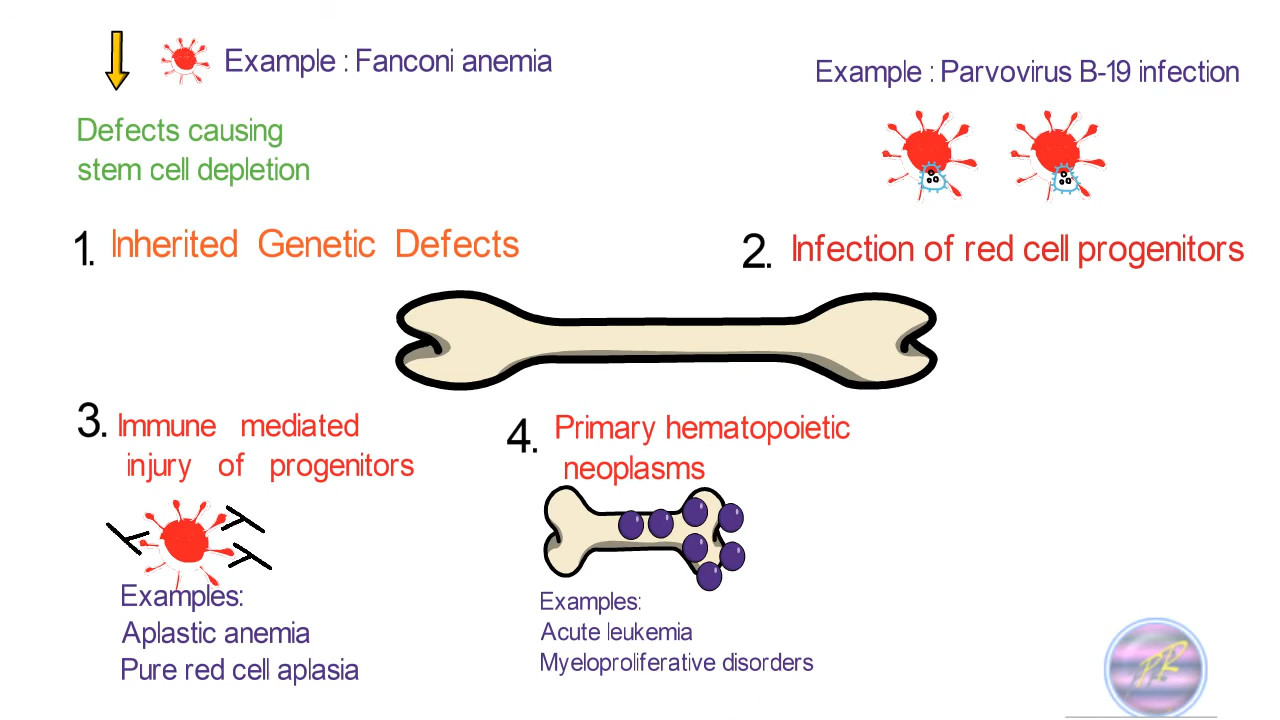 Example : Fanconi anemia
Example : Parvovirus B-19 infection
Defects causing
stem cell depletion
1. Inherited Genetic Defects
2. Infection of red cell progenitors
3. Immune mediated
injury of progenitors
4. Primary hematopoietic
neoplasms
Examples:
Aplastic anemia
Pure red cell aplasia
Examples:
Acute leukemia
Myeloproliferative disorders
PR